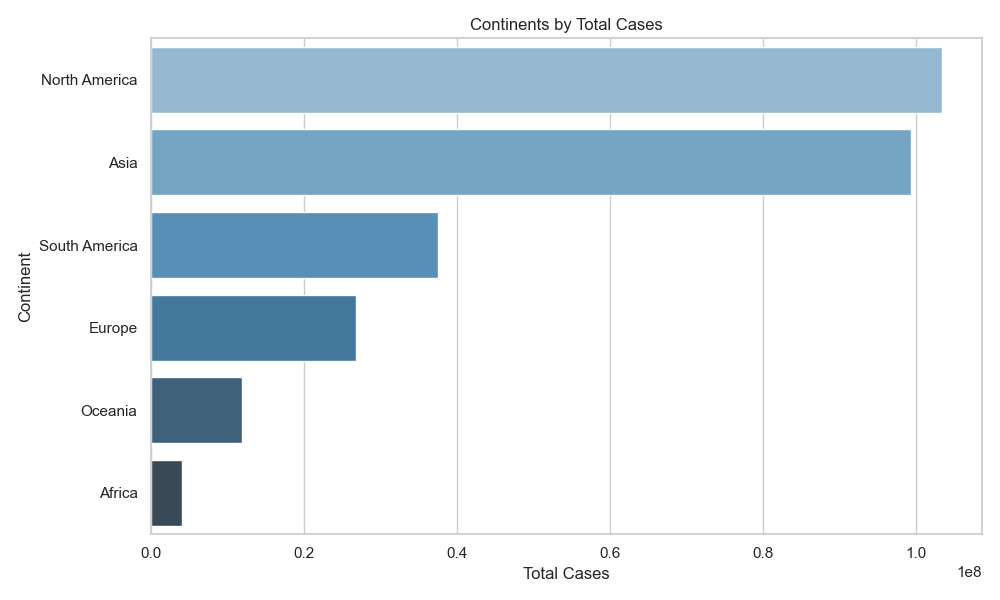 Continents by Total Cases
North America
Asia
South America
Europe
Oceania
Africa
Continent
0.0 0.2 0.4 0.6 0.8 1.0
1e8
Total Cases